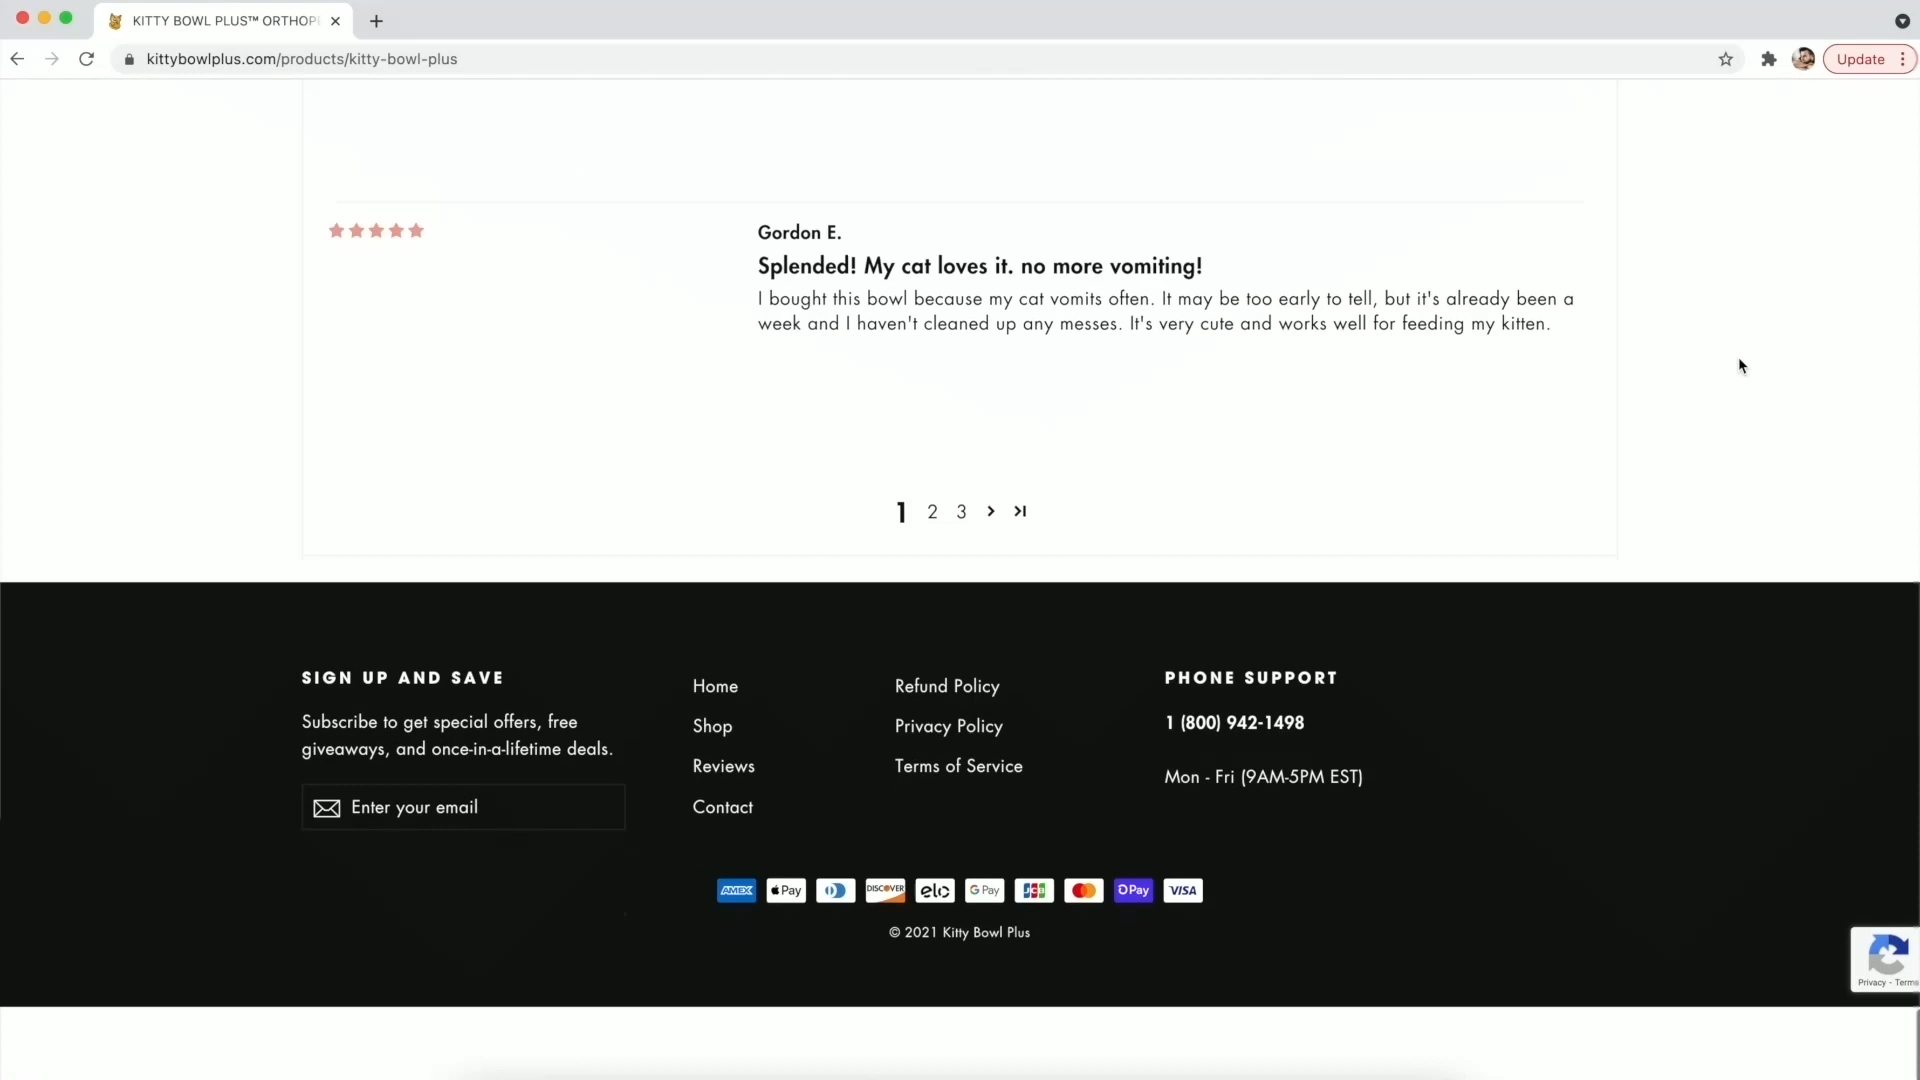 KITTY BOWL PLUS™ ORTHOP
kittybowlplus.com/products/kitty-bowl-plus
Update
Gordon E.
Splended! My cat loves it. no more vomiting!
I bought this bowl because my cat vomits often. It may be too early to tell, but it's already been a
week and I haven't cleaned up any messes. It's very cute and works well for feeding my kitten.
1 2 3
SIGN UP AND SAVE
Subscribe to get special offers, free
giveaways, and once-in-a-lifetime deals.
Enter your email
Home
Shop
Reviews
Contact
Refund Policy
Privacy Policy
Terms of Service
PHONE SUPPORT
1 (800) 942-1498
Mon - Fri (9AM-5PM EST)
AMEX Pay DISCOVER elo G Pay JCB Pay VISA
© 2021 Kitty Bowl Plus
Privacy - Terms